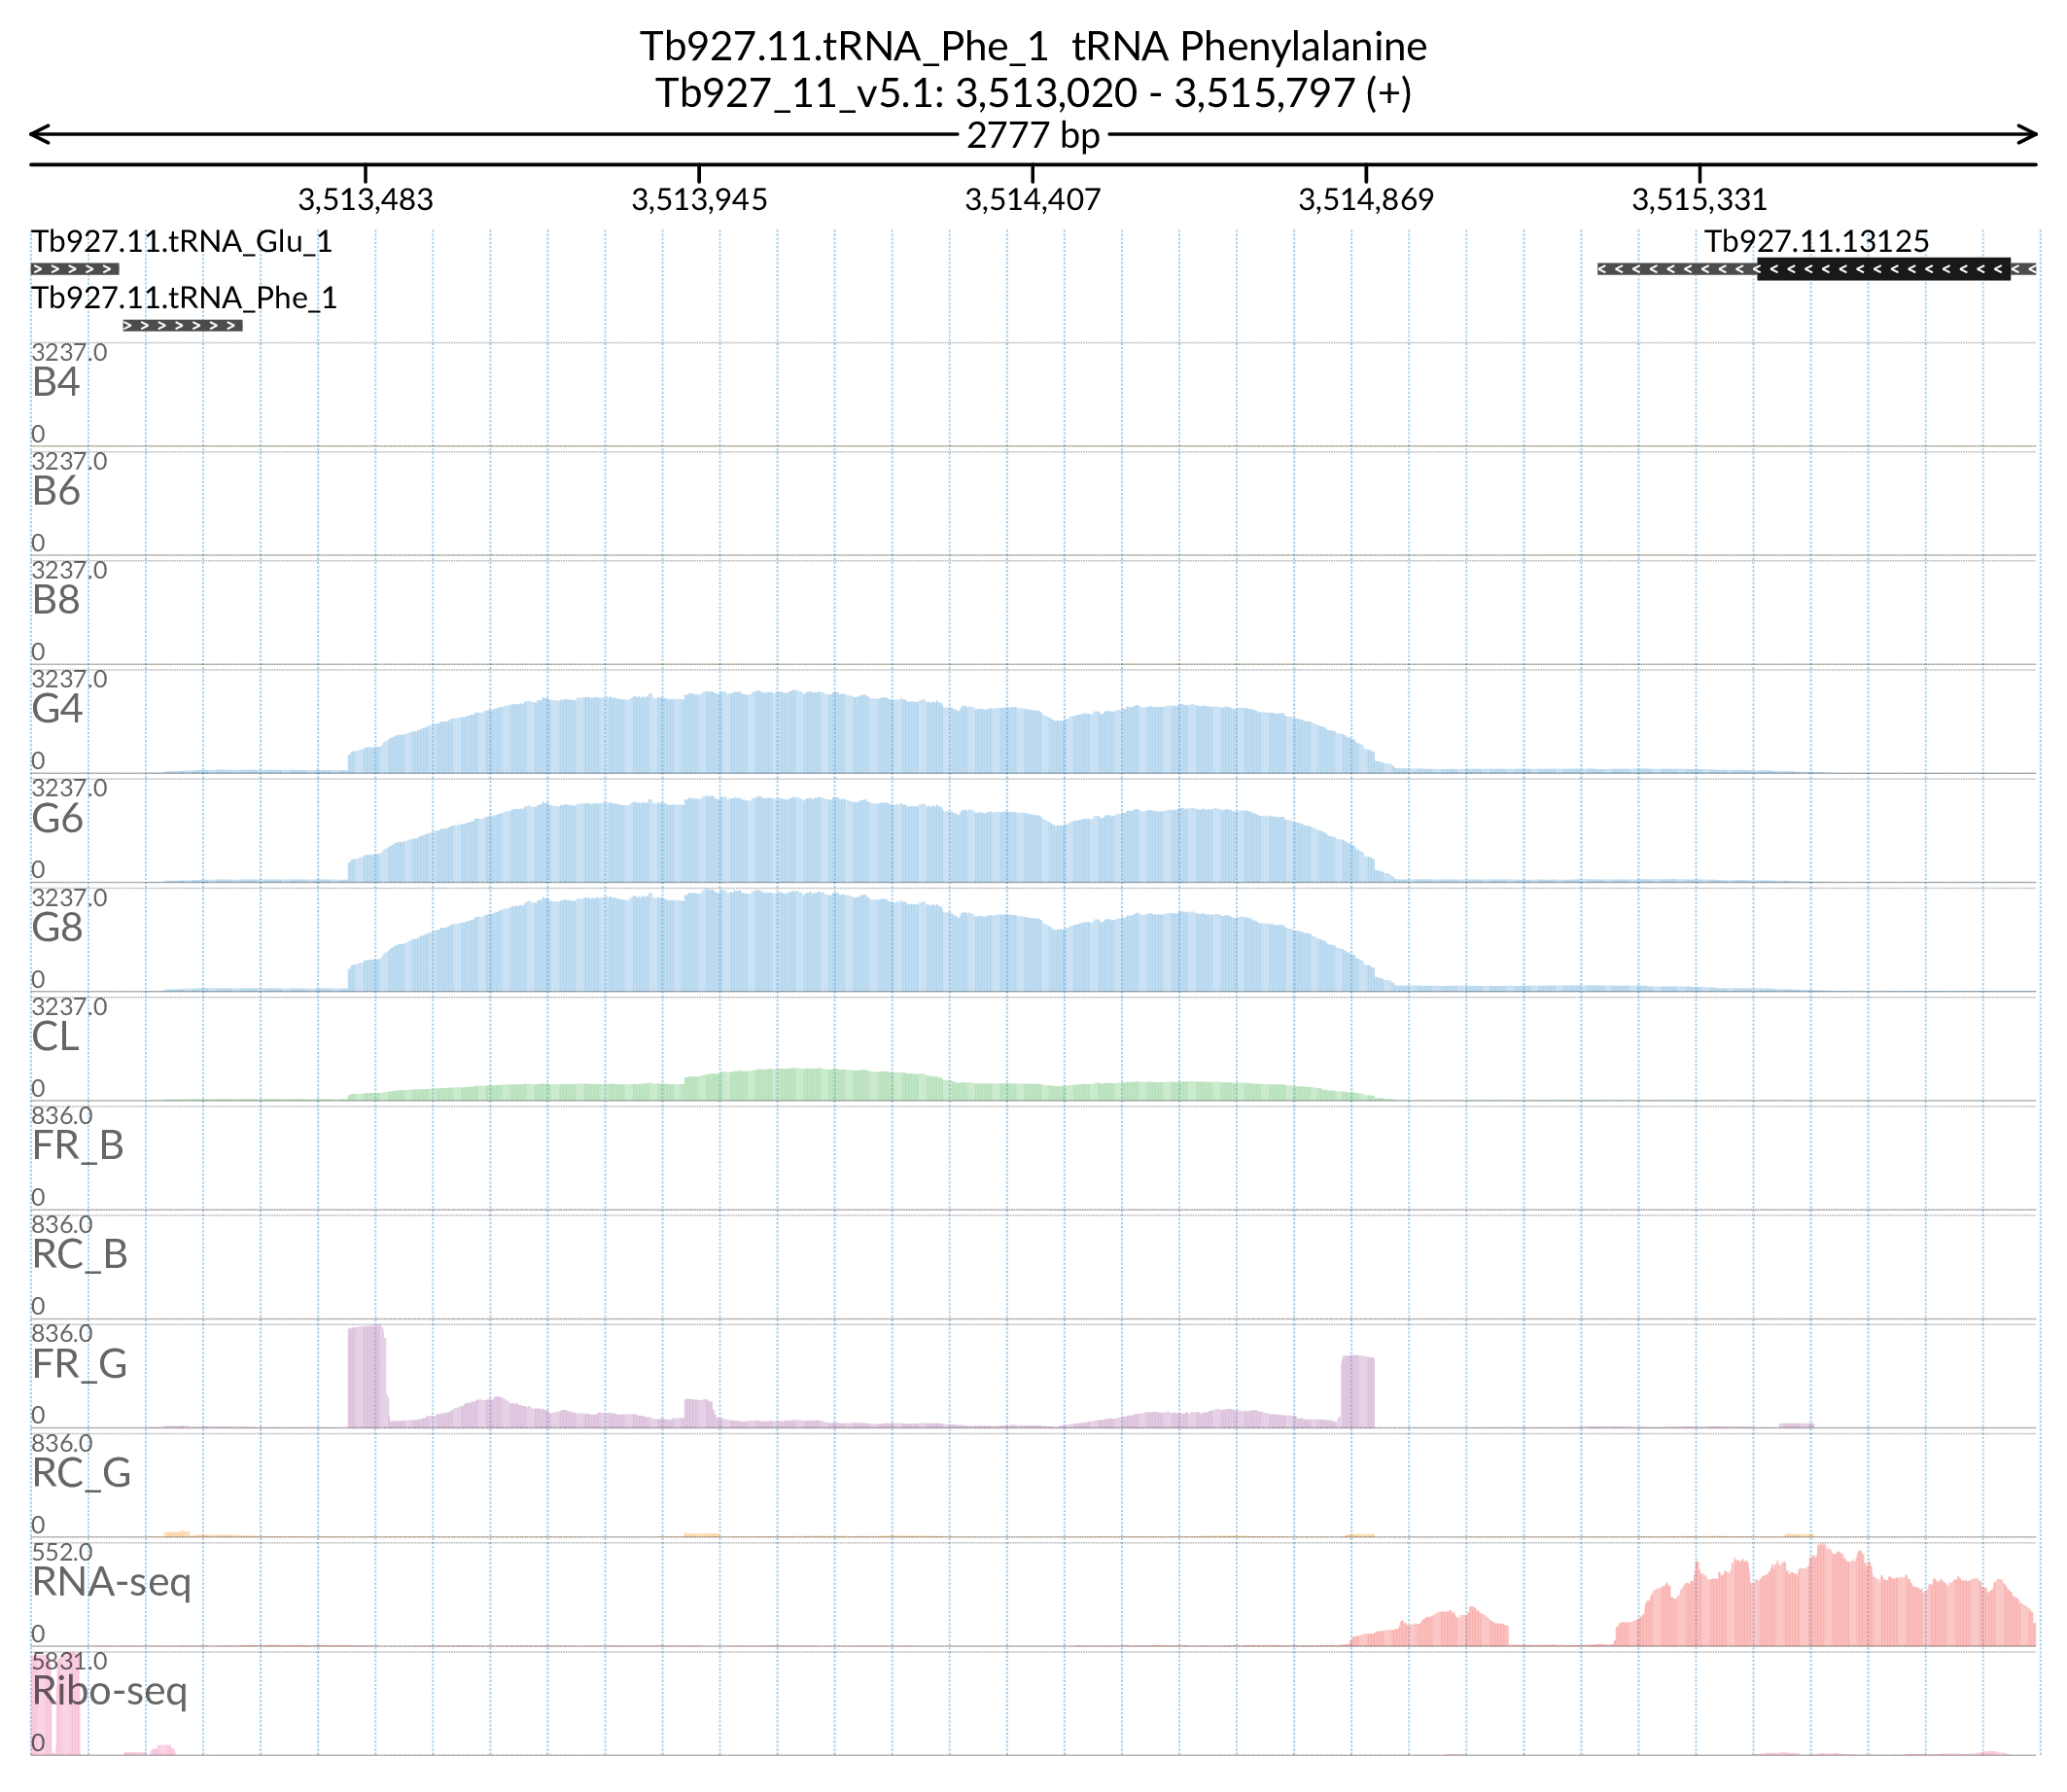 Tb927.11.tRNA_Phe_1 tRNA Phenylalanine
Tb927_11_v5.1: 3,513,020 - 3,515,797 (+)
2777 bp
3,513,483 3,513,945 3,514,407 3,514,869 3,515,331
Tb927.11.tRNA_Glu_1 Tb927.11.13125
Tb927.11.tRNA_Phe_1
3237.0
B4
0
3237.0
B6
0
3237.0
B8
0
3237.0
G4
0
3237.0
G6
0
3237.0
G8
0
3237.0
CL
0
836.0
FR_B
0
836.0
RC_B
0
836.0
FR_G
0
836.0
RC_G
0
552.0
RNA-seq
0
5831.0
Ribo-seq
0